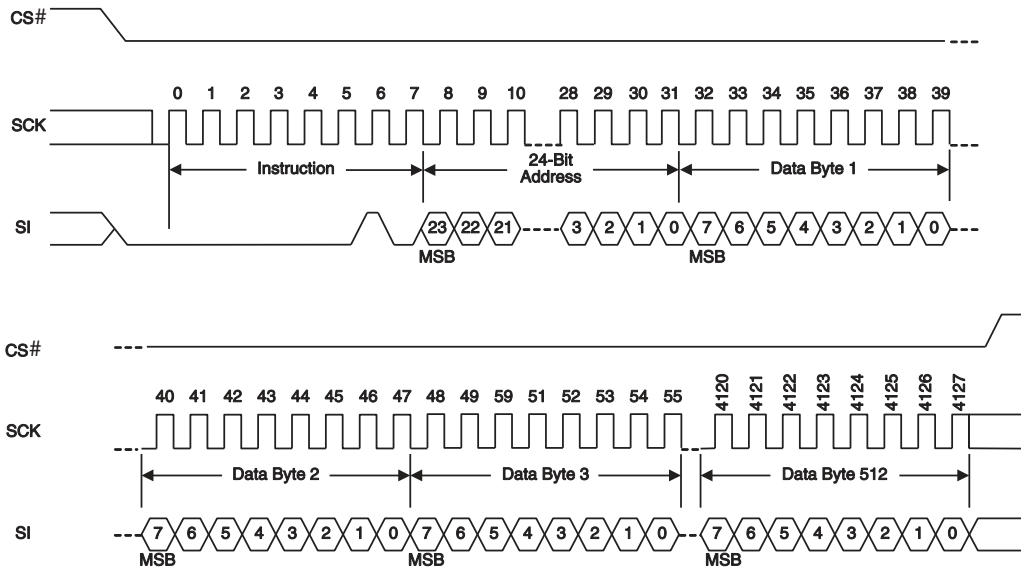 CS#
0 1 2 3 4 5 6 7 8 9 10 28 29 30 31 32 33 34 35 36 37 38 39
SCK
Instruction 24-Bit Address Data Byte 1
SI 23 22 21 3 2 1 0 7 6 5 4 3 2 1 0
MSB MSB
CS#
40 41 42 43 44 45 46 47 48 49 59 51 52 53 54 55 4120 4121 4122 4123 4124 4125 4126 4127
SCK
Data Byte 2 Data Byte 3 Data Byte 512
SI 7 6 5 4 3 2 1 0 7 6 5 4 3 2 1 0 7 6 5 4 3 2 1 0
MSB MSB MSB